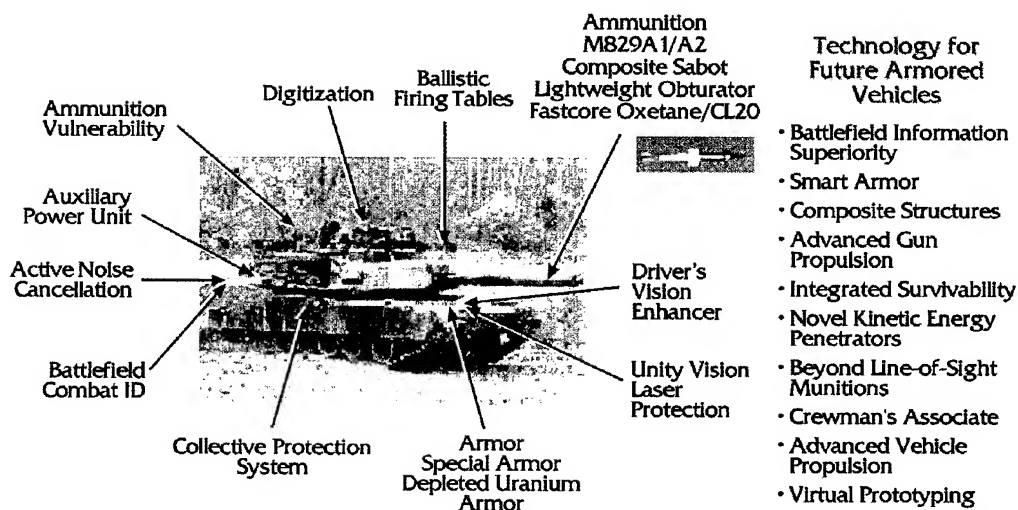 Ammunition
M829A1/A2
Composite Sabot
Lightweight Obturator
Fastcore Oxetane/CL20
Ballistic
Firing Tables
Digitization
Ammunition
Vulnerability
Auxiliary
Power Unit
Active Noise
Cancellation
Battlefield
Combat ID
Collective Protection
System
Armor
Special Armor
Depleted Uranium
Armor
Driver's
Vision
Enhancer
Unity Vision
Laser
Protection
Technology for
Future Armored
Vehicles
· Battlefield Information
Superiority
· Smart Armor
· Composite Structures
· Advanced Gun
Propulsion
· Integrated Survivability
· Novel Kinetic Energy
Penetrators
· Beyond Line-of-Sight
Munitions
· Crewman's Associate
· Advanced Vehicle
Propulsion
· Virtual Prototyping